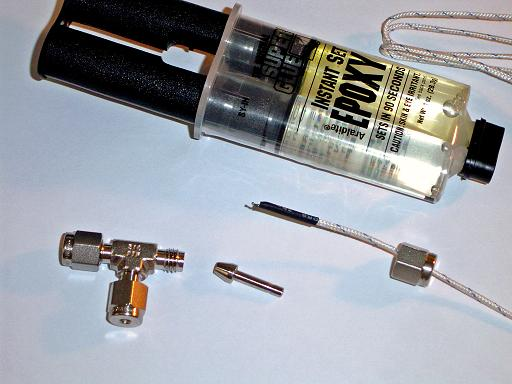 SUPER
GLUE
INSTANT SET
EPOXY
Araldite®
SETS IN 90 SECONDS
CAUTION: SKIN & EYE IRRITANT